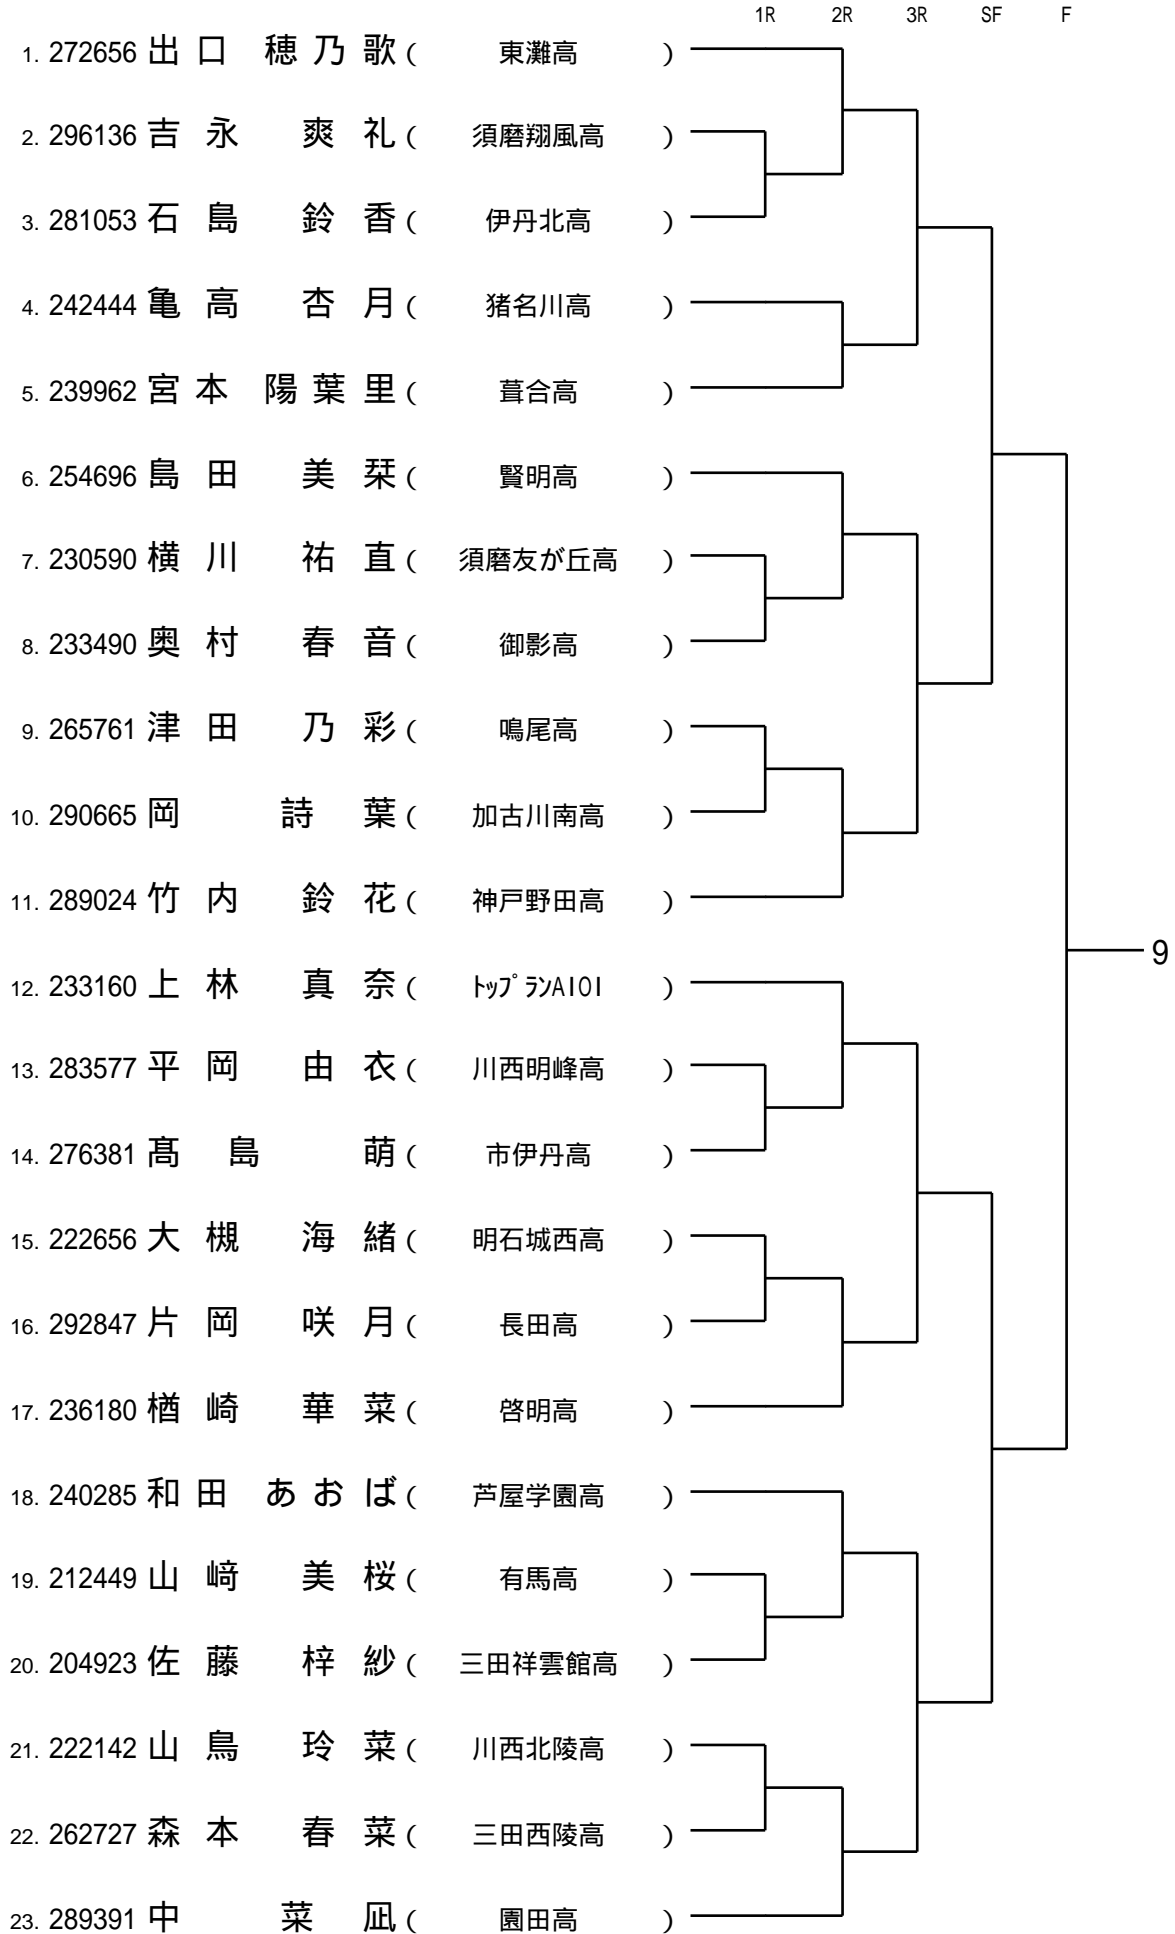 1R 2R 3R SF F
1. 272656 出口 穂乃歌 ( 東灘高 )
2. 296136 吉永 爽礼 ( 須磨翔風高 )
3. 281053 石島 鈴香 ( 伊丹北高 )
4. 242444 亀高 杏月 ( 猪名川高 )
5. 239962 宮本 陽葉里 ( 葺合高 )
6. 254696 島田 美栞 ( 賢明高 )
7. 230590 横川 祐直 ( 須磨友が丘高 )
8. 233490 奥村 春音 ( 御影高 )
9. 265761 津田 乃彩 ( 鳴尾高 )
10. 290665 岡 詩葉 ( 加古川南高 )
11. 289024 竹内 鈴花 ( 神戸野田高 )
9
12. 233160 上林 真奈 ( ﾄｯﾌﾟﾗﾝAIOI )
13. 283577 平岡 由衣 ( 川西明峰高 )
14. 276381 髙島 萌 ( 市伊丹高 )
15. 222656 大槻 海緒 ( 明石城西高 )
16. 292847 片岡 咲月 ( 長田高 )
17. 236180 楢崎 華菜 ( 啓明高 )
18. 240285 和田 あおば ( 芦屋学園高 )
19. 212449 山﨑 美桜 ( 有馬高 )
20. 204923 佐藤 梓紗 ( 三田祥雲館高 )
21. 222142 山鳥 玲菜 ( 川西北陵高 )
22. 262727 森本 春菜 ( 三田西陵高 )
23. 289391 中 菜凪 ( 園田高 )